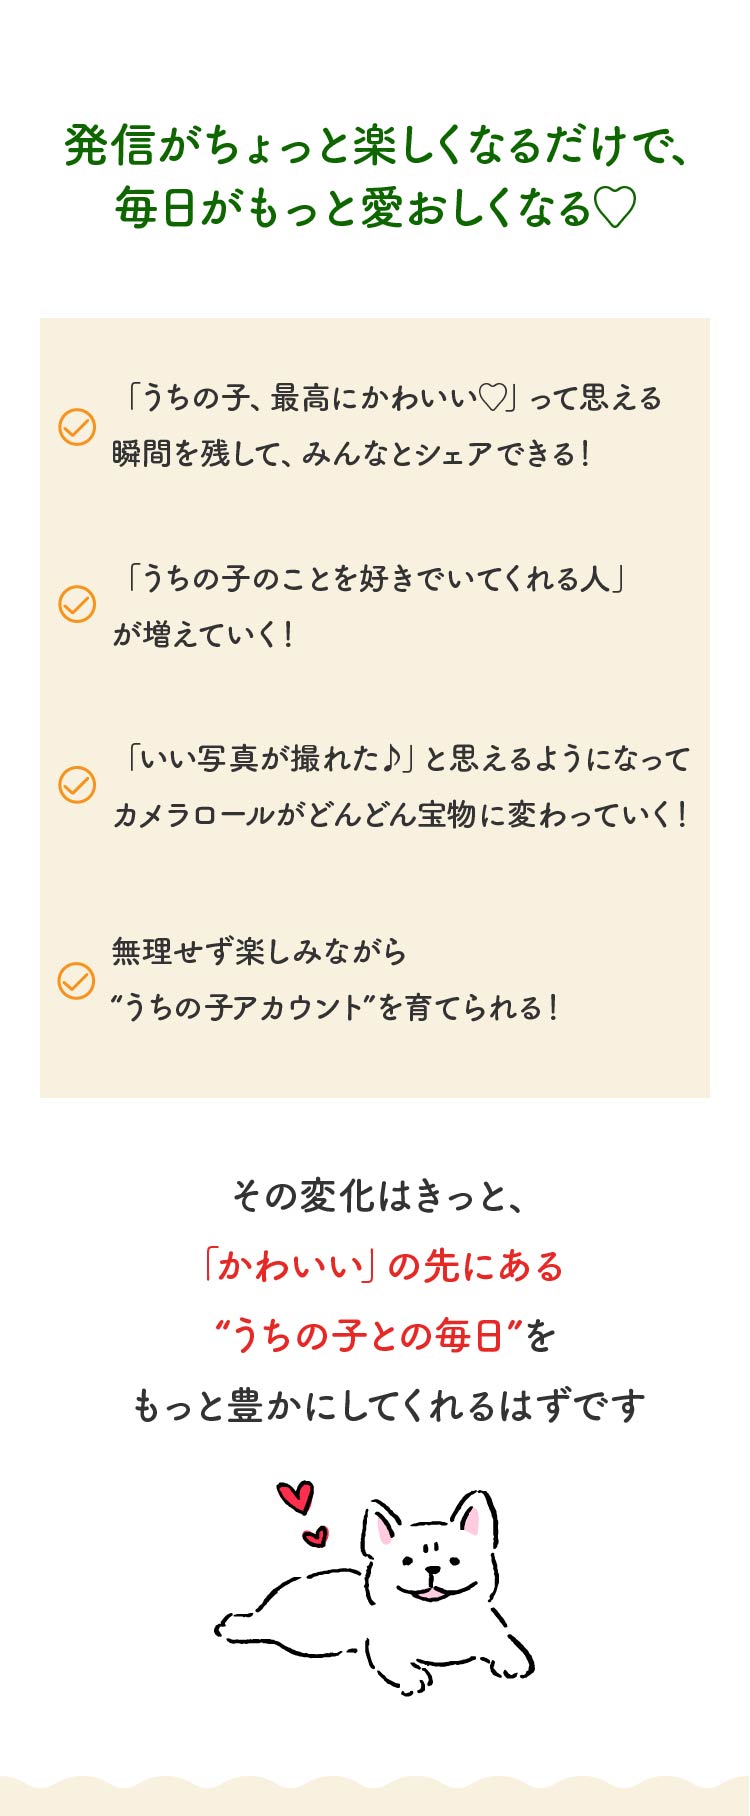 発信がちょっと楽しくなるだけで、
毎日がもっと愛おしくなる♡
「うちの子、最高にかわいい♡」って思える
瞬間を残して、みんなとシェアできる！
「うちの子のことを好きでいてくれる人」
が増えていく！
「いい写真が撮れた♪」と思えるようになって
カメラロールがどんどん宝物に変わっていく！
無理せず楽しみながら
“うちの子アカウント”を育てられる！
その変化はきっと、
「かわいい」の先にある
“うちの子との毎日”を
もっと豊かにしてくれるはずです